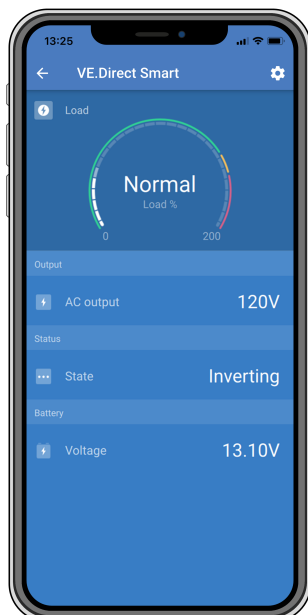 13:25
VE.Direct Smart
Load
Normal
Load %
0
200
Output
AC output
120V
Status
State
Inverting
Battery
Voltage
13.10V